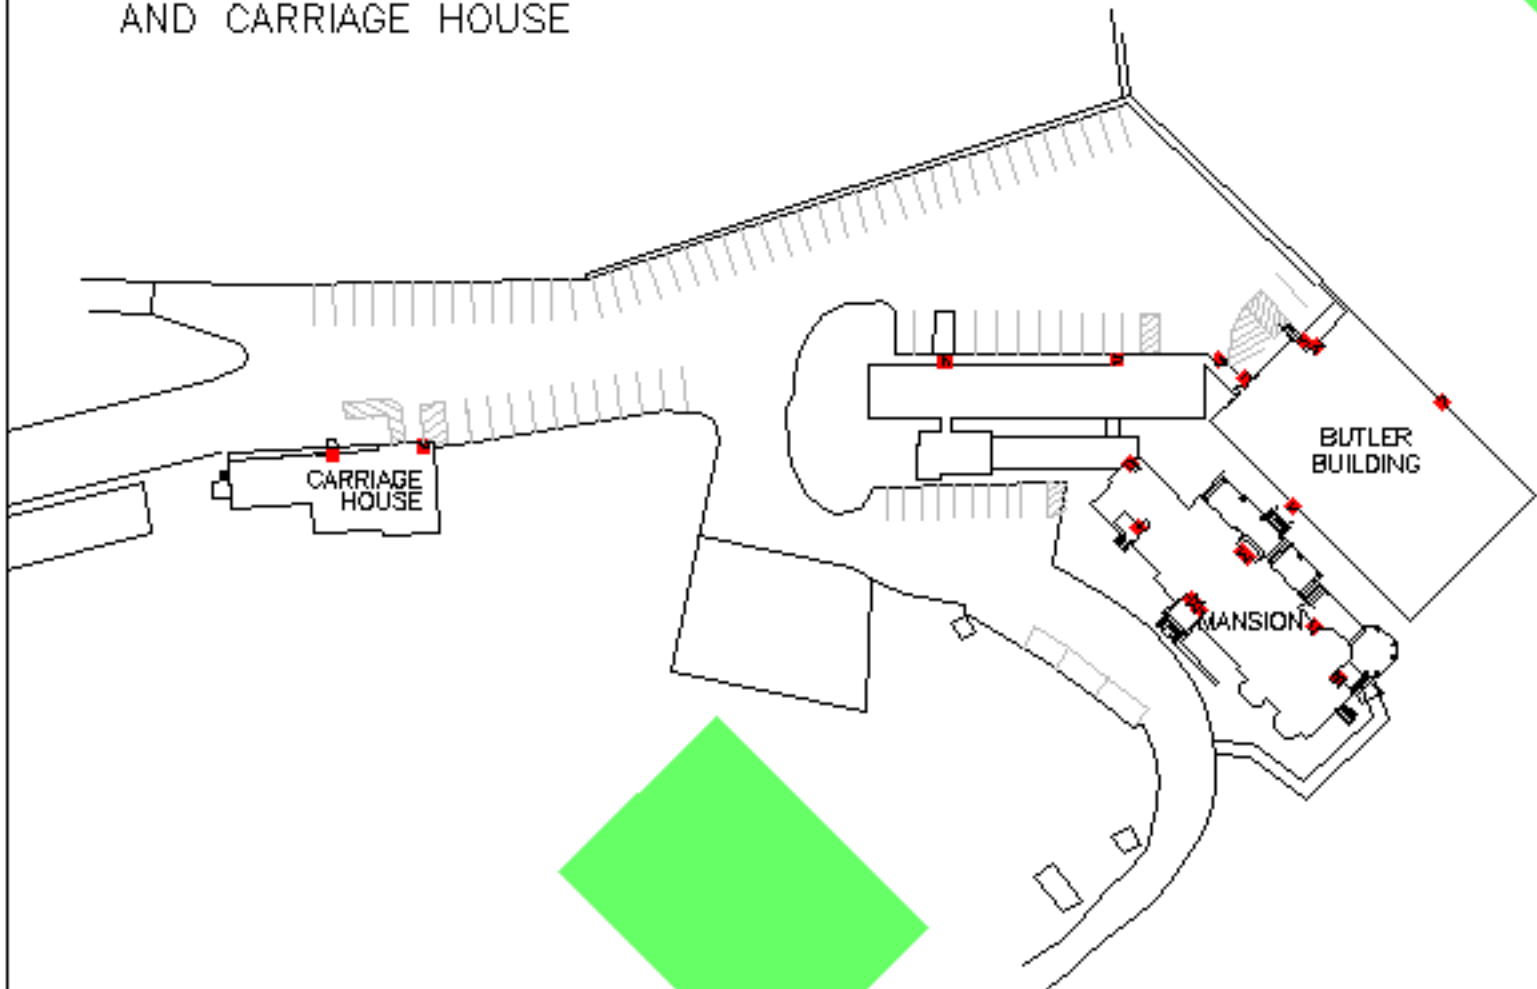 AND CARRIAGE HOUSE
BUTLER
BUILDING
CARRIAGE
HOUSE
MANSION